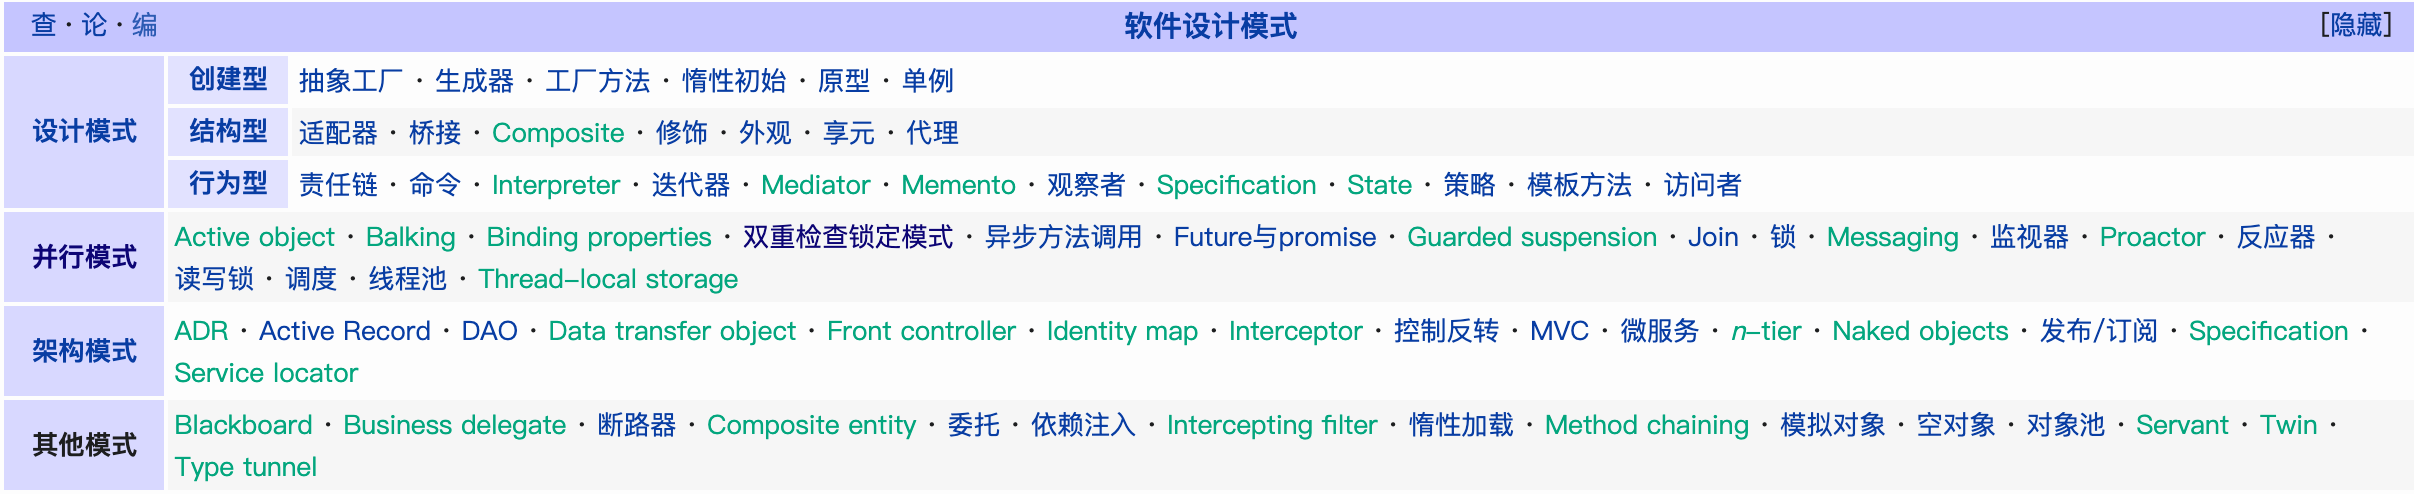 查 · 论 · 编 软件设计模式 [隐藏]
设计模式
创建型 抽象工厂 · 生成器 · 工厂方法 · 惰性初始 · 原型 · 单例
结构型 适配器 · 桥接 · Composite · 修饰 · 外观 · 享元 · 代理
行为型 责任链 · 命令 · Interpreter · 迭代器 · Mediator · Memento · 观察者 · Specification · State · 策略 · 模板方法 · 访问者
并行模式
Active object · Balking · Binding properties · 双重检查锁定模式 · 异步方法调用 · Future与promise · Guarded suspension · Join · 锁 · Messaging · 监视器 · Proactor · 反应器 ·
读写锁 · 调度 · 线程池 · Thread-local storage
架构模式
ADR · Active Record · DAO · Data transfer object · Front controller · Identity map · Interceptor · 控制反转 · MVC · 微服务 · n-tier · Naked objects · 发布/订阅 · Specification ·
Service locator
其他模式
Blackboard · Business delegate · 断路器 · Composite entity · 委托 · 依赖注入 · Intercepting filter · 惰性加载 · Method chaining · 模拟对象 · 空对象 · 对象池 · Servant · Twin ·
Type tunnel